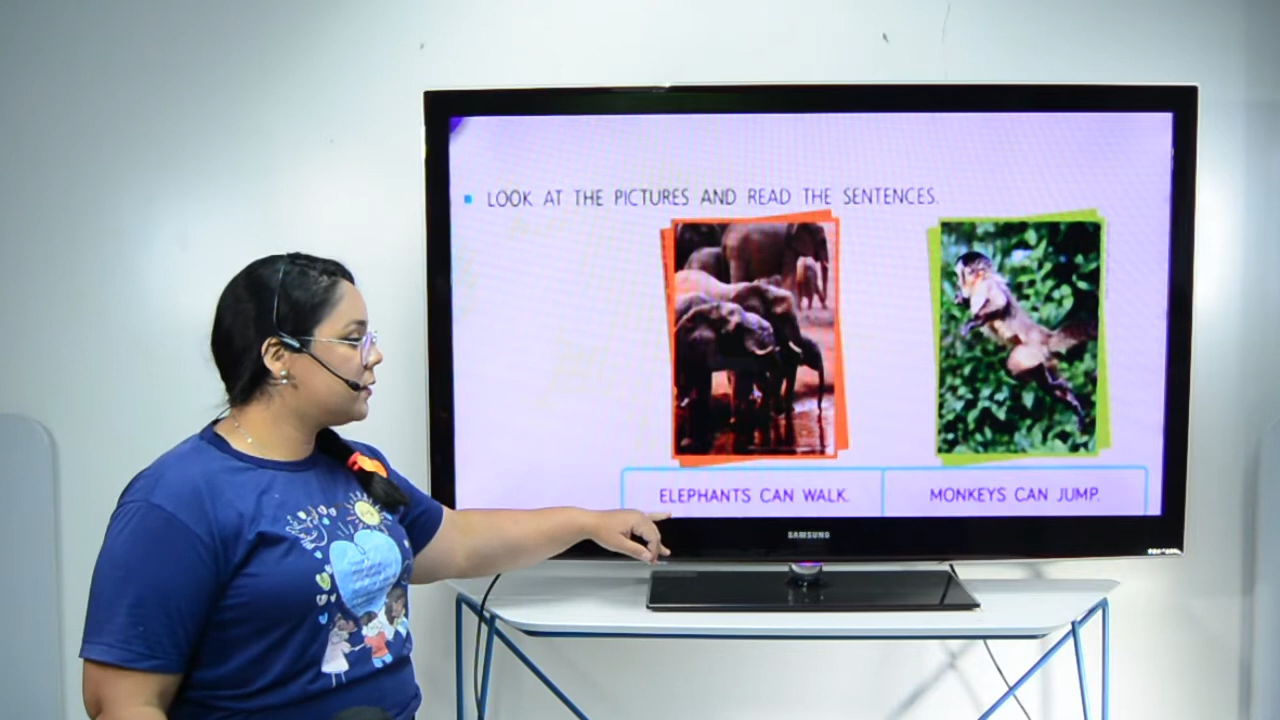 LOOK AT THE PICTURES AND READ THE SENTENCES.
ELEPHANTS CAN WALK.
MONKEYS CAN JUMP.
SAMSUNG